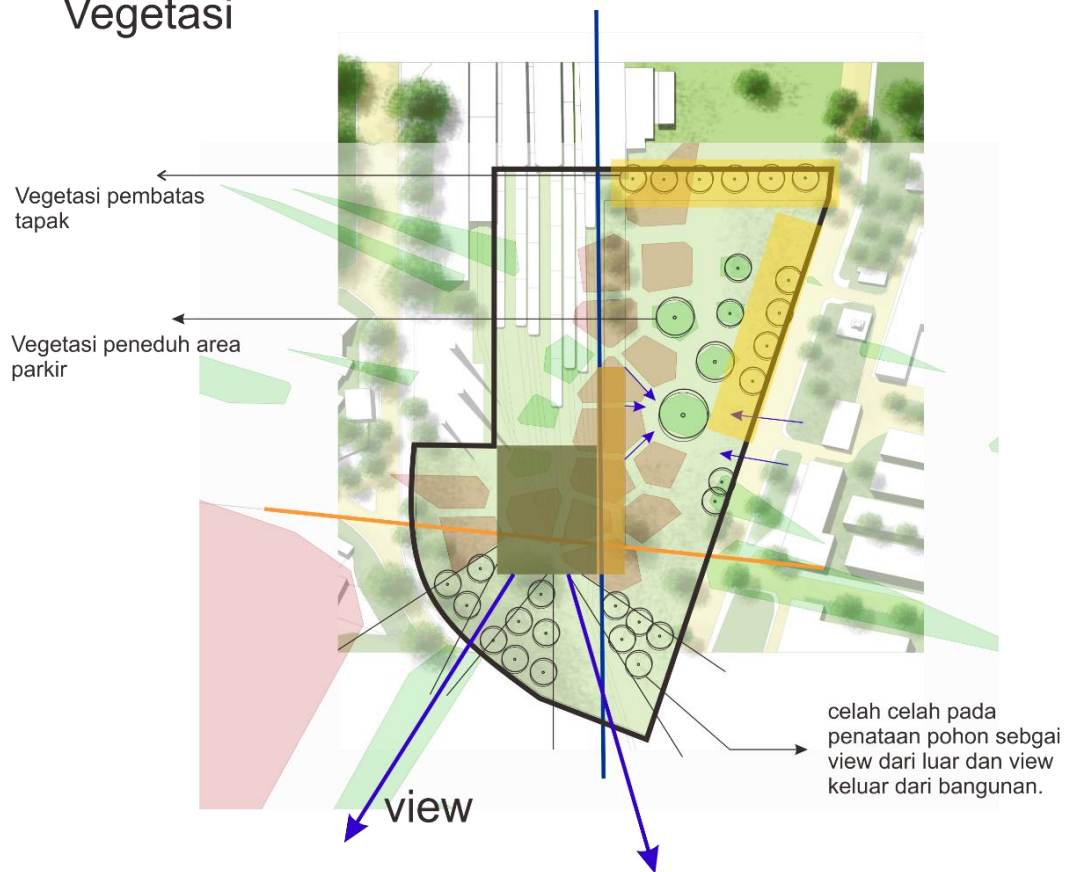 Vegetasi
Vegetasi pembatas
tapak
Vegetasi peneduh area
parkir
celah celah pada
penataan pohon sebgai
view dari luar dan view
keluar dari bangunan.
view